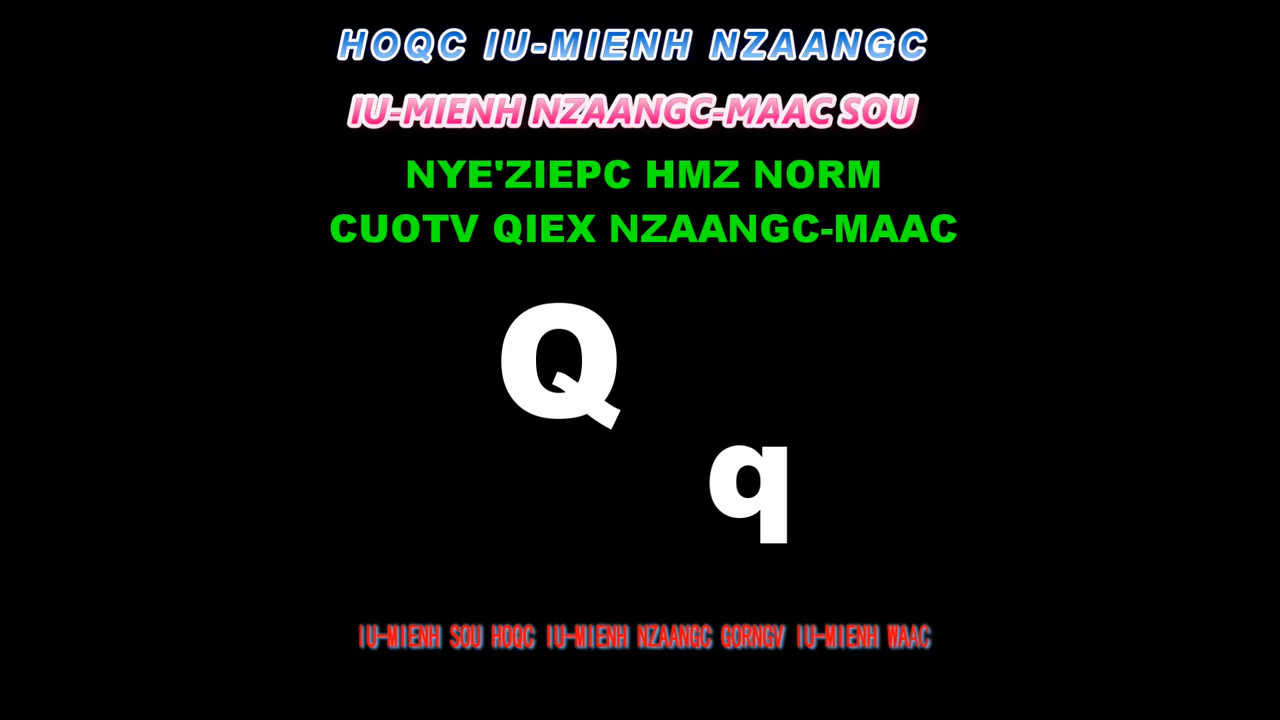 HOQC IU-MIENH NZAANGC
IU-MIENH NZAANGC-MAAC SOU
NYE'ZIEPC HMZ NORM
CUOTV QIEX NZAANGC-MAAC
Q
q
IU-MIENH SOU HOQC IU-MIENH NZAANGC GORNGV IU-MIENH WAAC